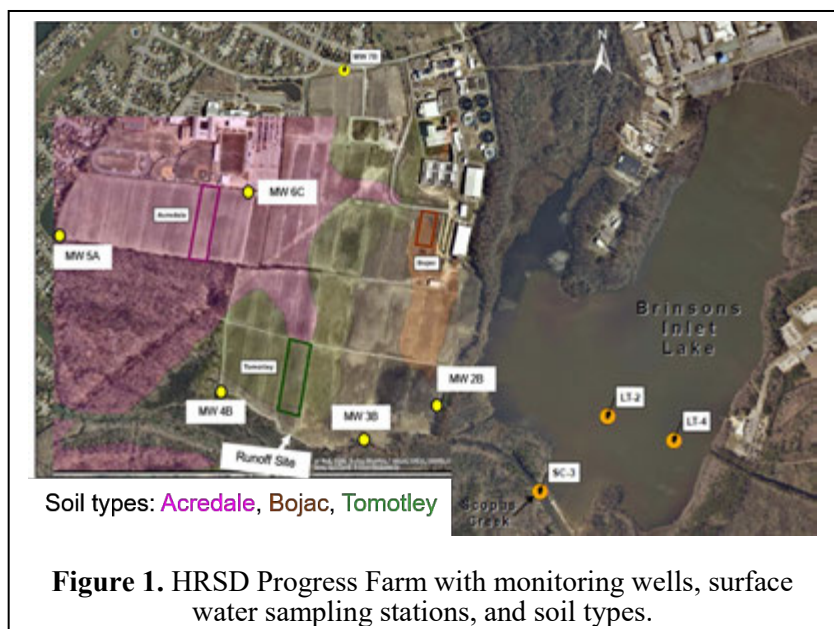 MW 7B
N
MW 6C
Acredale
MW 5A
Bojac
Brinsons
Inlet
Lake
Tomotley
MW 2B
MW 4B
LT-2
MW 3B
LT-4
Runoff Site
SC-3
Scopus
Creek
Soil types: Acredale, Bojac, Tomotley
Figure 1. HRSD Progress Farm with monitoring wells, surface
water sampling stations, and soil types.